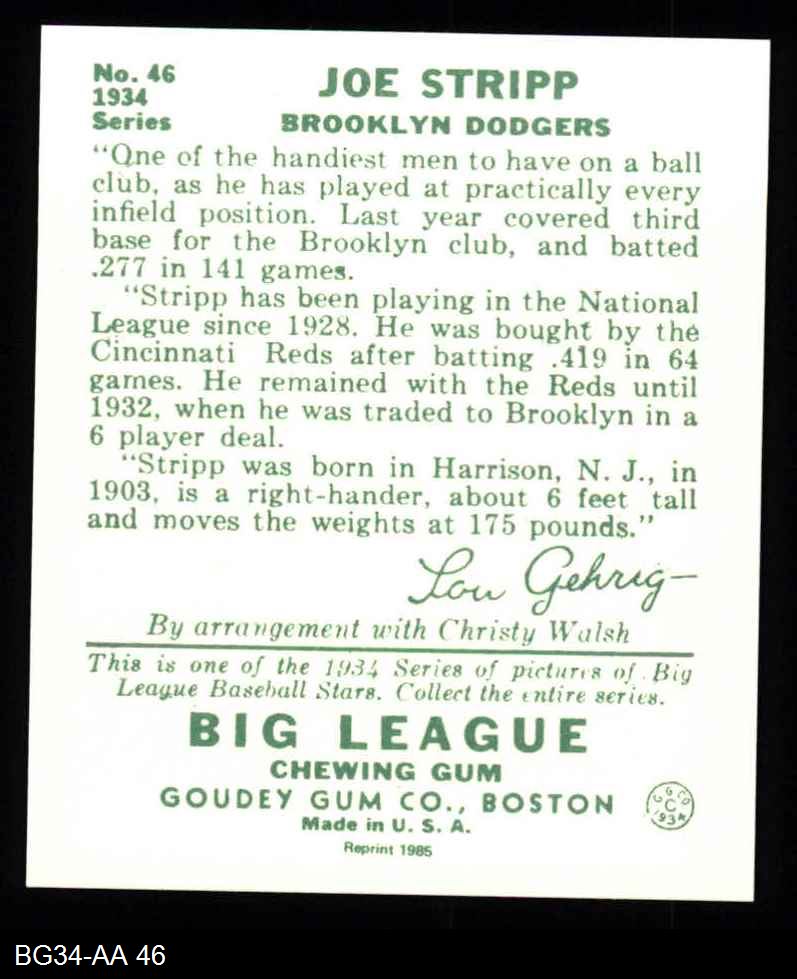 No. 46
1934
Series
JOE STRIPP
BROOKLYN DODGERS
"One of the handiest men to have on a ball
club, as he has played at practically every
infield position. Last year covered third
base for the Brooklyn club, and batted
.277 in 141 games.
"Stripp has been playing in the National
League since 1928. He was bought by the
Cincinnati Reds after batting .419 in 64
games. He remained with the Reds until
1932, when he was traded to Brooklyn in a
6 player deal.
"Stripp was born in Harrison, N. J., in
1903, is a right-hander, about 6 feet tall
and moves the weights at 175 pounds."
Lou Gehrig
By arrangement with Christy Walsh
This is one of the 1934 Series of pictures of Big
League Baseball Stars. Collect the entire series.
BIG LEAGUE
CHEWING GUM
GOUDEY GUM CO., BOSTON
G G CO
C
1934
Made in U. S. A.
Reprint 1985
BG34-AA 46